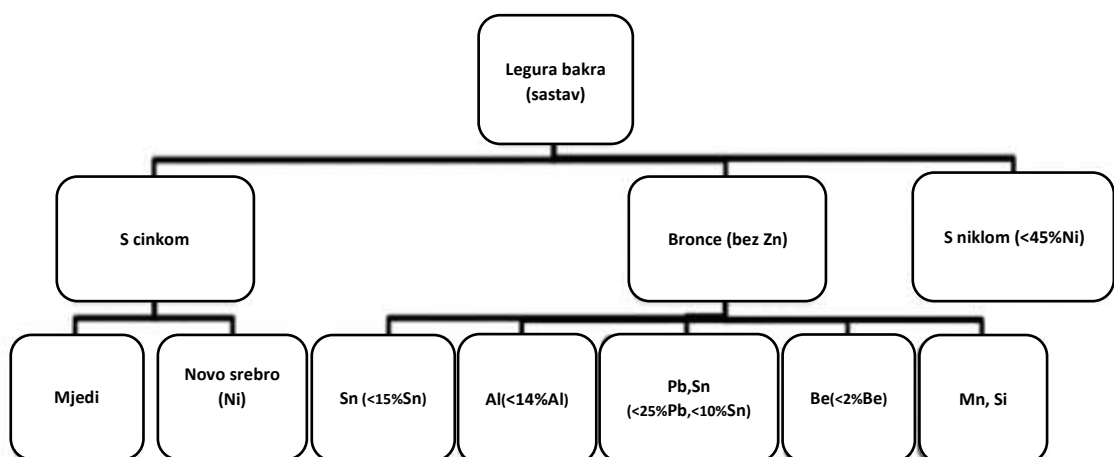 Legura bakra
(sastav)
S cinkom
Bronce (bez Zn)
S niklom (<45%Ni)
Mjedi
Novo srebro
(Ni)
Sn (<15%Sn)
Al(<14%Al)
Pb,Sn
(<25%Pb,<10%Sn)
Be(<2%Be)
Mn, Si